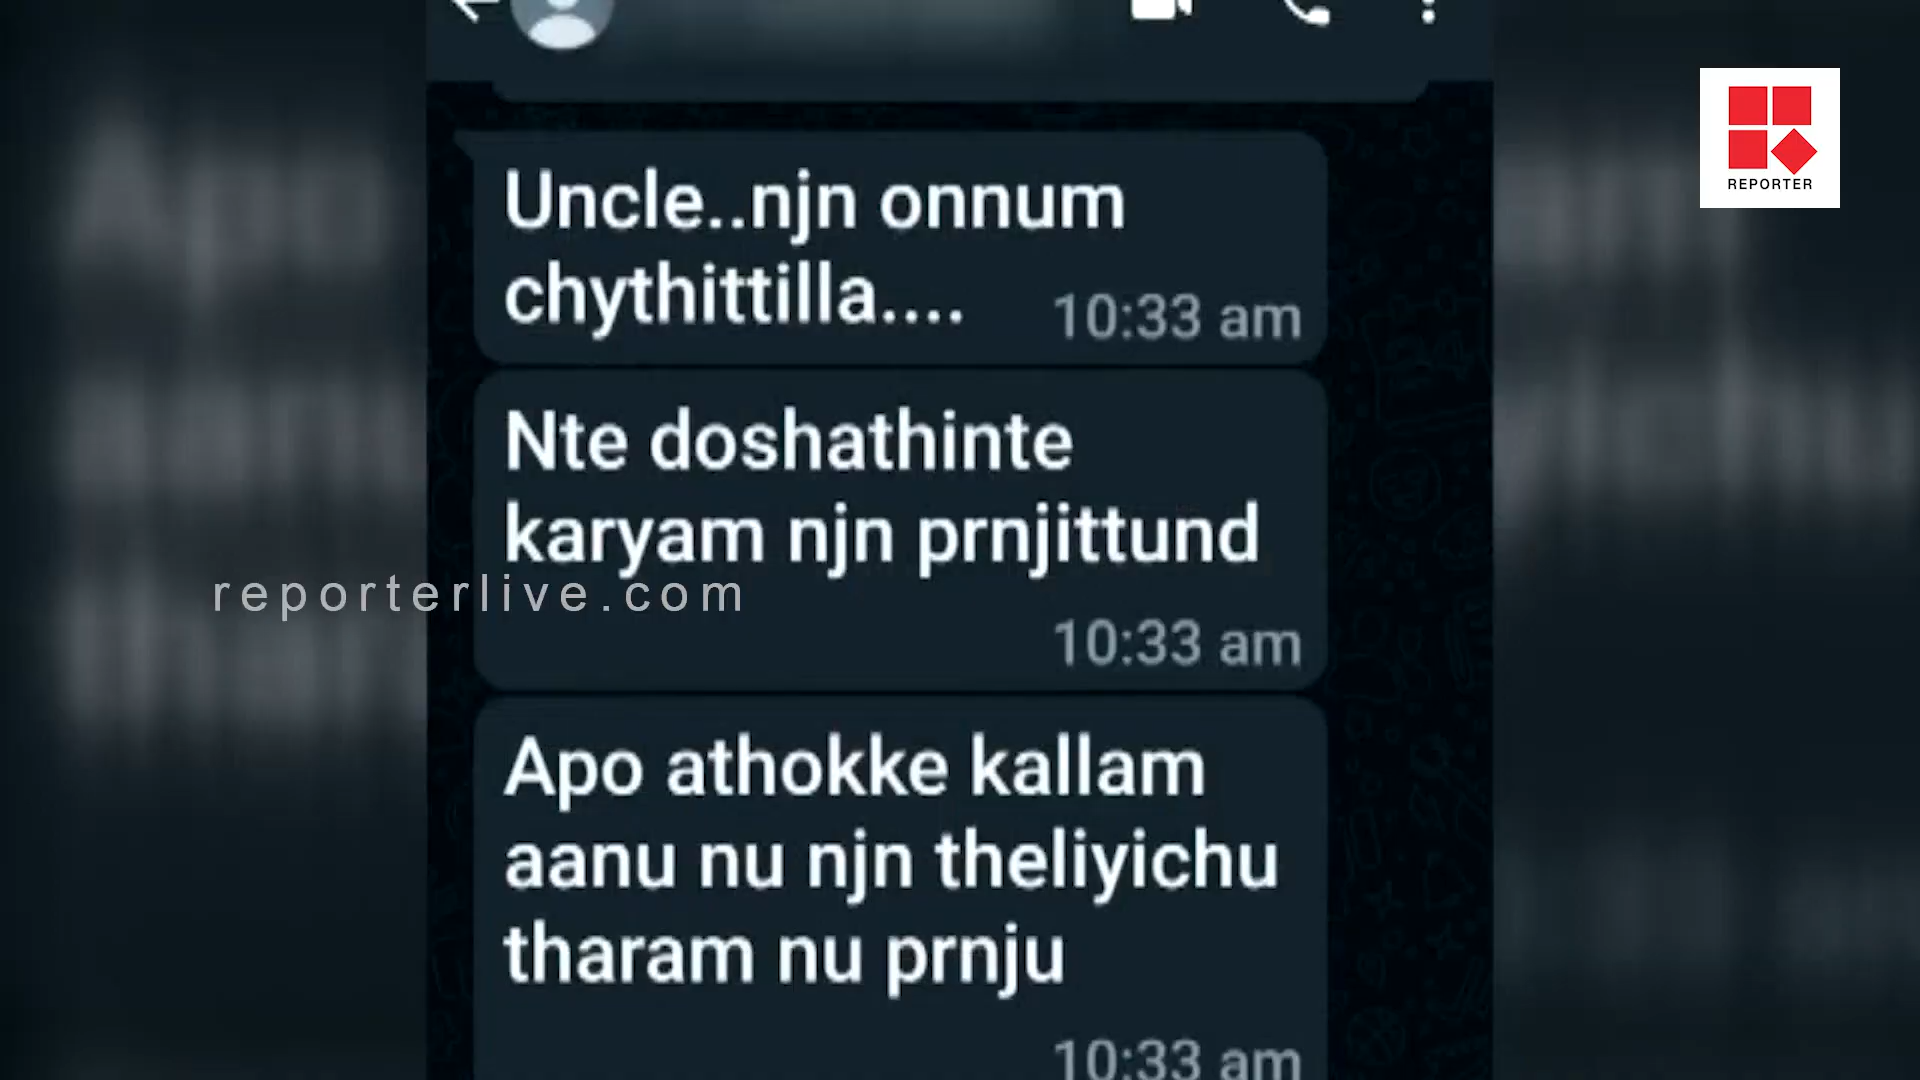 REPORTER
Uncle..njn onnum
chythittilla....
10:33 am
Nte doshathinte
karyam njn prnjittund
10:33 am
reporterlive.com
Apo athokke kallam
aanu nu njn theliyichu
tharam nu prnju
10:33 am